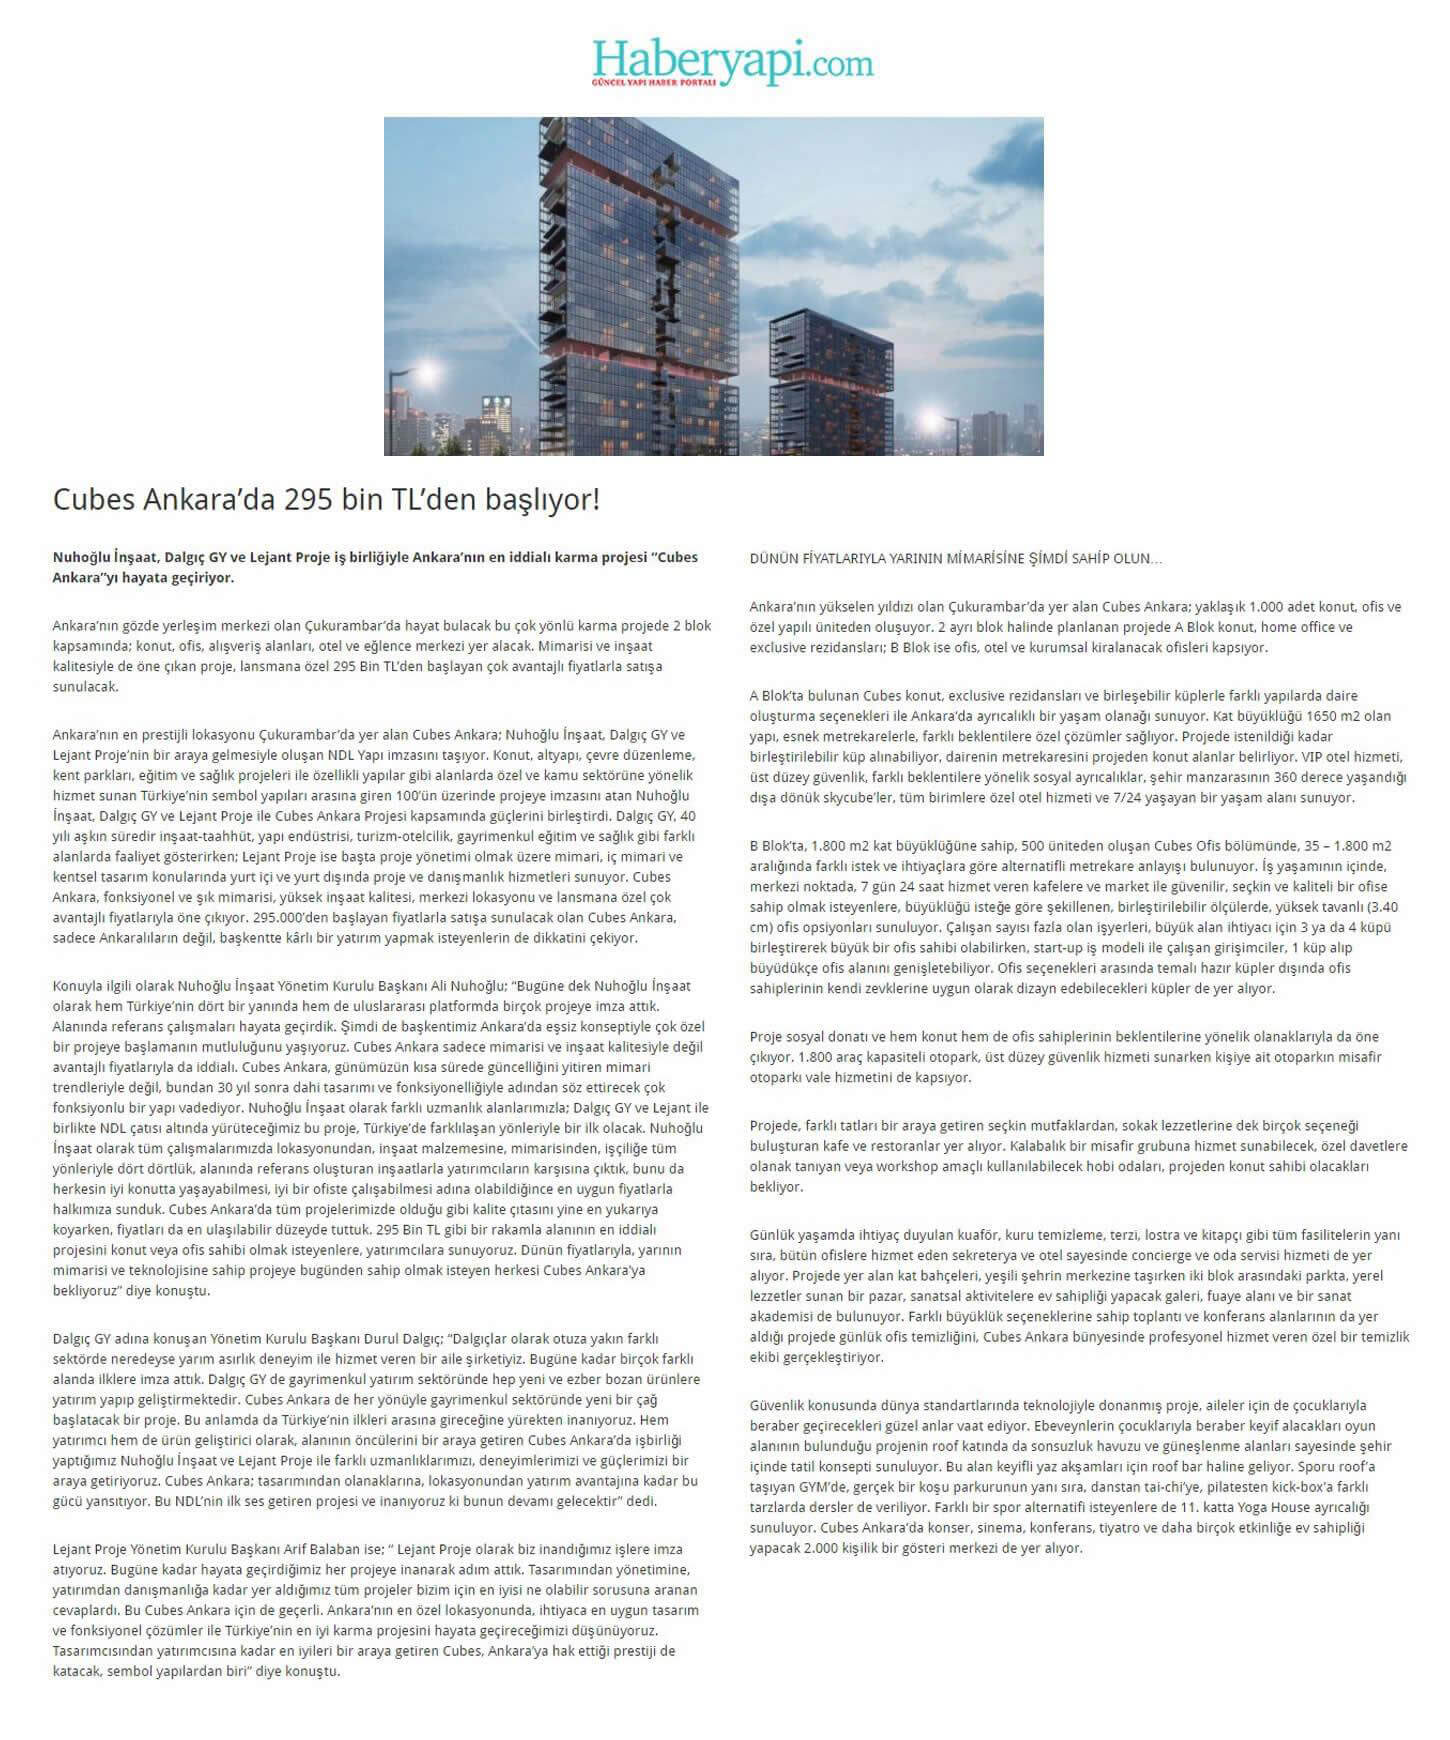 Haberyapi.com
GÜNCEL YAPI HABER PORTALI
Cubes Ankara’da 295 bin TL’den başlıyor!
Nuhoğlu İnşaat, Dalgıç GY ve Lejant Proje iş birliğiyle Ankara’nın en iddialı karma projesi “Cubes
Ankara”yı hayata geçiriyor.
Ankara’nın gözde yerleşim merkezi olan Çukurambar’da hayat bulacak bu çok yönlü karma projede 2 blok
kapsamında; konut, ofis, alışveriş alanları, otel ve eğlence merkezi yer alacak. Mimarisi ve inşaat
kalitesiyle de öne çıkan proje, lansmana özel 295 Bin TL’den başlayan çok avantajlı fiyatlarla satışa
sunulacak.
Ankara’nın en prestijli lokasyonu Çukurambar’da yer alan Cubes Ankara; Nuhoğlu İnşaat, Dalgıç GY ve
Lejant Proje’nin bir araya gelmesiyle oluşan NDL Yapı imzasını taşıyor. Konut, altyapı, çevre düzenleme,
kent parkları, eğitim ve sağlık projeleri ile özellikli yapılar gibi alanlarda özel ve kamu sektörüne yönelik
hizmet sunan Türkiye’nin sembol yapıları arasına giren 100’ün üzerinde projeye imzasını atan Nuhoğlu
İnşaat, Dalgıç GY ve Lejant Proje ile Cubes Ankara Projesi kapsamında güçlerini birleştirdi. Dalgıç GY, 40
yılı aşkın süredir inşaat-taahhüt, yapı endüstrisi, turizm-otelcilik, gayrimenkul eğitim ve sağlık gibi farklı
alanlarda faaliyet gösterirken; Lejant Proje ise başta proje yönetimi olmak üzere mimari, iç mimari ve
kentsel tasarım konularında yurt içi ve yurt dışında proje ve danışmanlık hizmetleri sunuyor. Cubes
Ankara, fonksiyonel ve şık mimarisi, yüksek inşaat kalitesi, merkezi lokasyonu ve lansmana özel çok
avantajlı fiyatlarıyla öne çıkıyor. 295.000’den başlayan fiyatlarla satışa sunulacak olan Cubes Ankara,
sadece Ankaralıların değil, başkentte kârlı bir yatırım yapmak isteyenlerin de dikkatini çekiyor.
Konuyla ilgili olarak Nuhoğlu İnşaat Yönetim Kurulu Başkanı Ali Nuhoğlu; “Bugüne dek Nuhoğlu İnşaat
olarak hem Türkiye’nin dört bir yanında hem de uluslararası platformda birçok projeye imza attık.
Alanında referans çalışmaları hayata geçirdik. Şimdi de başkentimiz Ankara’da eşsiz konseptiyle çok özel
bir projeye başlamanın mutluluğunu yaşıyoruz. Cubes Ankara sadece mimarisi ve inşaat kalitesiyle değil
avantajlı fiyatlarıyla da iddialı. Cubes Ankara, günümüzün kısa sürede güncelliğini yitiren mimari
trendleriyle değil, bundan 30 yıl sonra dahi tasarımı ve fonksiyonelliğiyle adından söz ettirecek çok
fonksiyonlu bir yapı vadediyor. Nuhoğlu İnşaat olarak farklı uzmanlık alanlarımızla; Dalgıç GY ve Lejant ile
birlikte NDL çatısı altında yürüteceğimiz bu proje, Türkiye’de farklılaşan yönleriyle bir ilk olacak. Nuhoğlu
İnşaat olarak tüm çalışmalarımızda lokasyonundan, inşaat malzemesine, mimarisinden, işçiliğe tüm
yönleriyle dört dörtlük, alanında referans oluşturan inşaatlarla yatırımcıların karşısına çıktık, bunu da
herkesin iyi konutta yaşayabilmesi, iyi bir ofiste çalışabilmesi adına olabildiğince en uygun fiyatlarla
halkımıza sunduk. Cubes Ankara’da tüm projelerimizde olduğu gibi kalite çıtasını yine en yukarıya
koyarken, fiyatları da en ulaşılabilir düzeyde tuttuk. 295 Bin TL gibi bir rakamla alanının en iddialı
projesini konut veya ofis sahibi olmak isteyenlere, yatırımcılara sunuyoruz. Dünün fiyatlarıyla, yarının
mimarisi ve teknolojisine sahip projeye bugünden sahip olmak isteyen herkesi Cubes Ankara’ya
bekliyoruz” diye konuştu.
Dalgıç GY adına konuşan Yönetim Kurulu Başkanı Durul Dalgıç; “Dalgıçlar olarak otuza yakın farklı
sektörde neredeyse yarım asırlık deneyim ile hizmet veren bir aile şirketiyiz. Bugüne kadar birçok farklı
alanda ilklere imza attık. Dalgıç GY de gayrimenkul yatırım sektöründe hep yeni ve ezber bozan ürünlere
yatırım yapıp geliştirmektedir. Cubes Ankara de her yönüyle gayrimenkul sektöründe yeni bir çağ
başlatacak bir proje. Bu anlamda da Türkiye’nin ilkleri arasına gireceğine yürekten inanıyoruz. Hem
yatırımcı hem de ürün geliştirici olarak, alanının öncülerini bir araya getiren Cubes Ankara’da işbirliği
yaptığımız Nuhoğlu İnşaat ve Lejant Proje ile farklı uzmanlıklarımızı, deneyimlerimizi ve güçlerimizi bir
araya getiriyoruz. Cubes Ankara; tasarımından olanaklarına, lokasyonundan yatırım avantajına kadar bu
gücü yansıtıyor. Bu NDL’nin ilk ses getiren projesi ve inanıyoruz ki bunun devamı gelecektir” dedi.
Lejant Proje Yönetim Kurulu Başkanı Arif Balaban ise; “ Lejant Proje olarak biz inandığımız işlere imza
atıyoruz. Bugüne kadar hayata geçirdiğimiz her projeye inanarak adım attık. Tasarımından yönetimine,
yatırımdan danışmanlığa kadar yer aldığımız tüm projeler bizim için en iyisi ne olabilir sorusuna aranan
cevaplardı. Bu Cubes Ankara için de geçerli. Ankara’nın en özel lokasyonunda, ihtiyaca en uygun tasarım
ve fonksiyonel çözümler ile Türkiye’nin en iyi karma projesini hayata geçireceğimizi düşünüyoruz.
Tasarımcısından yatırımcısına kadar en iyileri bir araya getiren Cubes, Ankara’ya hak ettiği prestiji de
katacak, sembol yapılardan biri” diye konuştu.
DÜNÜN FİYATLARIYLA YARININ MİMARİSİNE ŞİMDİ SAHİP OLUN…
Ankara’nın yükselen yıldızı olan Çukurambar’da yer alan Cubes Ankara; yaklaşık 1.000 adet konut, ofis ve
özel yapılı üniteden oluşuyor. 2 ayrı blok halinde planlanan projede A Blok konut, home office ve
exclusive rezidansları; B Blok ise ofis, otel ve kurumsal kiralanacak ofisleri kapsıyor.
A Blok’ta bulunan Cubes konut, exclusive rezidansları ve birleşebilir küplerle farklı yapılarda daire
oluşturma seçenekleri ile Ankara’da ayrıcalıklı bir yaşam olanağı sunuyor. Kat büyüklüğü 1650 m2 olan
yapı, esnek metrekarelerle, farklı beklentilere özel çözümler sağlıyor. Projede istenildiği kadar
birleştirilebilir küp alınabiliyor, dairenin metrekaresini projeden konut alanlar belirliyor. VIP otel hizmeti,
üst düzey güvenlik, farklı beklentilere yönelik sosyal ayrıcalıklar, şehir manzarasının 360 derece yaşandığı
dışa dönük skycube’ler, tüm birimlere özel otel hizmeti ve 7/24 yaşayan bir yaşam alanı sunuyor.
B Blok’ta, 1.800 m2 kat büyüklüğüne sahip, 500 üniteden oluşan Cubes Ofis bölümünde, 35 – 1.800 m2
aralığında farklı istek ve ihtiyaçlara göre alternatifli metrekare anlayışı bulunuyor. İş yaşamının içinde,
merkezi noktada, 7 gün 24 saat hizmet veren kafelere ve market ile güvenilir, seçkin ve kaliteli bir ofise
sahip olmak isteyenlere, büyüklüğü isteğe göre şekillenen, birleştirilebilir ölçülerde, yüksek tavanlı (3.40
cm) ofis opsiyonları sunuluyor. Çalışan sayısı fazla olan işyerleri, büyük alan ihtiyacı için 3 ya da 4 küpü
birleştirerek büyük bir ofis sahibi olabilirken, start-up iş modeli ile çalışan girişimciler, 1 küp alıp
büyüdükçe ofis alanını genişletebiliyor. Ofis seçenekleri arasında temalı hazır küpler dışında ofis
sahiplerinin kendi zevklerine uygun olarak dizayn edebilecekleri küpler de yer alıyor.
Proje sosyal donatı ve hem konut hem de ofis sahiplerinin beklentilerine yönelik olanaklarıyla da öne
çıkıyor. 1.800 araç kapasiteli otopark, üst düzey güvenlik hizmeti sunarken kişiye ait otoparkın misafir
otoparkı vale hizmetini de kapsıyor.
Projede, farklı tatları bir araya getiren seçkin mutfaklardan, sokak lezzetlerine dek birçok seçeneği
buluşturan kafe ve restoranlar yer alıyor. Kalabalık bir misafir grubuna hizmet sunabilecek, özel davetlere
olanak tanıyan veya workshop amaçlı kullanılabilecek hobi odaları, projeden konut sahibi olacakları
bekliyor.
Günlük yaşamda ihtiyaç duyulan kuaför, kuru temizleme, terzi, lostra ve kitapçı gibi tüm fasilitelerin yanı
sıra, bütün ofislere hizmet eden sekreterya ve otel sayesinde concierge ve oda servisi hizmeti de yer
alıyor. Projede yer alan kat bahçeleri, yeşili şehrin merkezine taşırken iki blok arasındaki parkta, yerel
lezzetler sunan bir pazar, sanatsal aktivitelere ev sahipliği yapacak galeri, fuaye alanı ve bir sanat
akademisi de bulunuyor. Farklı büyüklük seçeneklerine sahip toplantı ve konferans alanlarının da yer
aldığı projede günlük ofis temizliğini, Cubes Ankara bünyesinde profesyonel hizmet veren özel bir temizlik
ekibi gerçekleştiriyor.
Güvenlik konusunda dünya standartlarında teknolojiyle donanmış proje, aileler için de çocuklarıyla
beraber geçirecekleri güzel anlar vaat ediyor. Ebeveynlerin çocuklarıyla beraber keyif alacakları oyun
alanının bulunduğu projenin roof katında da sonsuzluk havuzu ve güneşlenme alanları sayesinde şehir
içinde tatil konsepti sunuluyor. Bu alan keyifli yaz akşamları için roof bar haline geliyor. Sporu roof’a
taşıyan GYM’de, gerçek bir koşu parkurunun yanı sıra, danstan tai-chi’ye, pilatesten kick-box’a farklı
tarzlarda dersler de veriliyor. Farklı bir spor alternatifi isteyenlere de 11. katta Yoga House ayrıcalığı
sunuluyor. Cubes Ankara’da konser, sinema, konferans, tiyatro ve daha birçok etkinliğe ev sahipliği
yapacak 2.000 kişilik bir gösteri merkezi de yer alıyor.